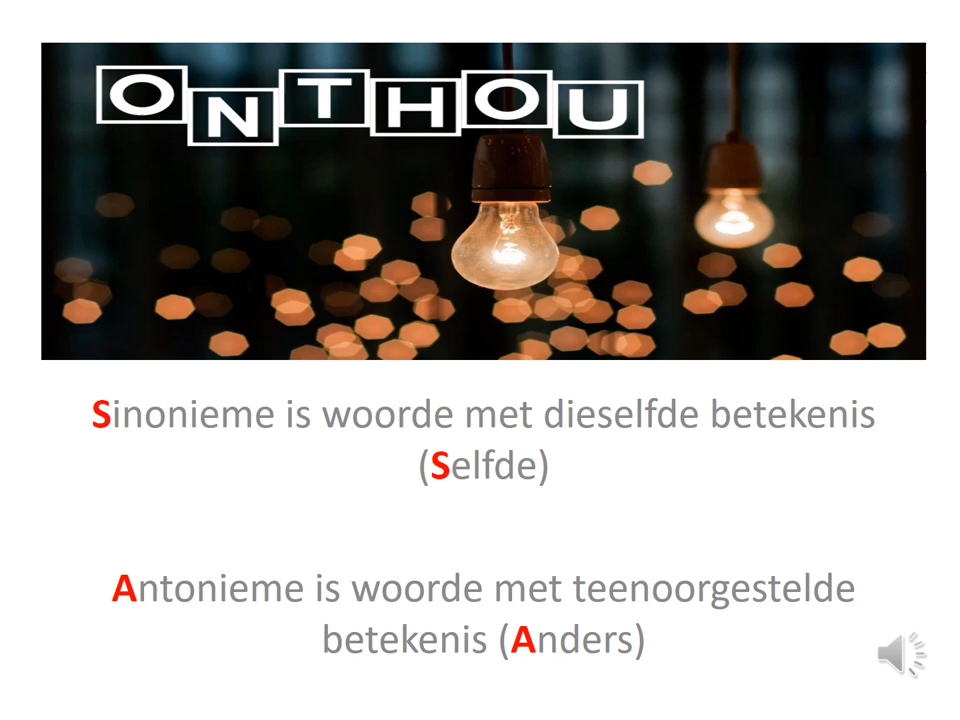 ONTHOU
Sinonieme is woorde met dieselfde betekenis
(Selfde)
Antonieme is woorde met teenoorgestelde
betekenis (Anders)